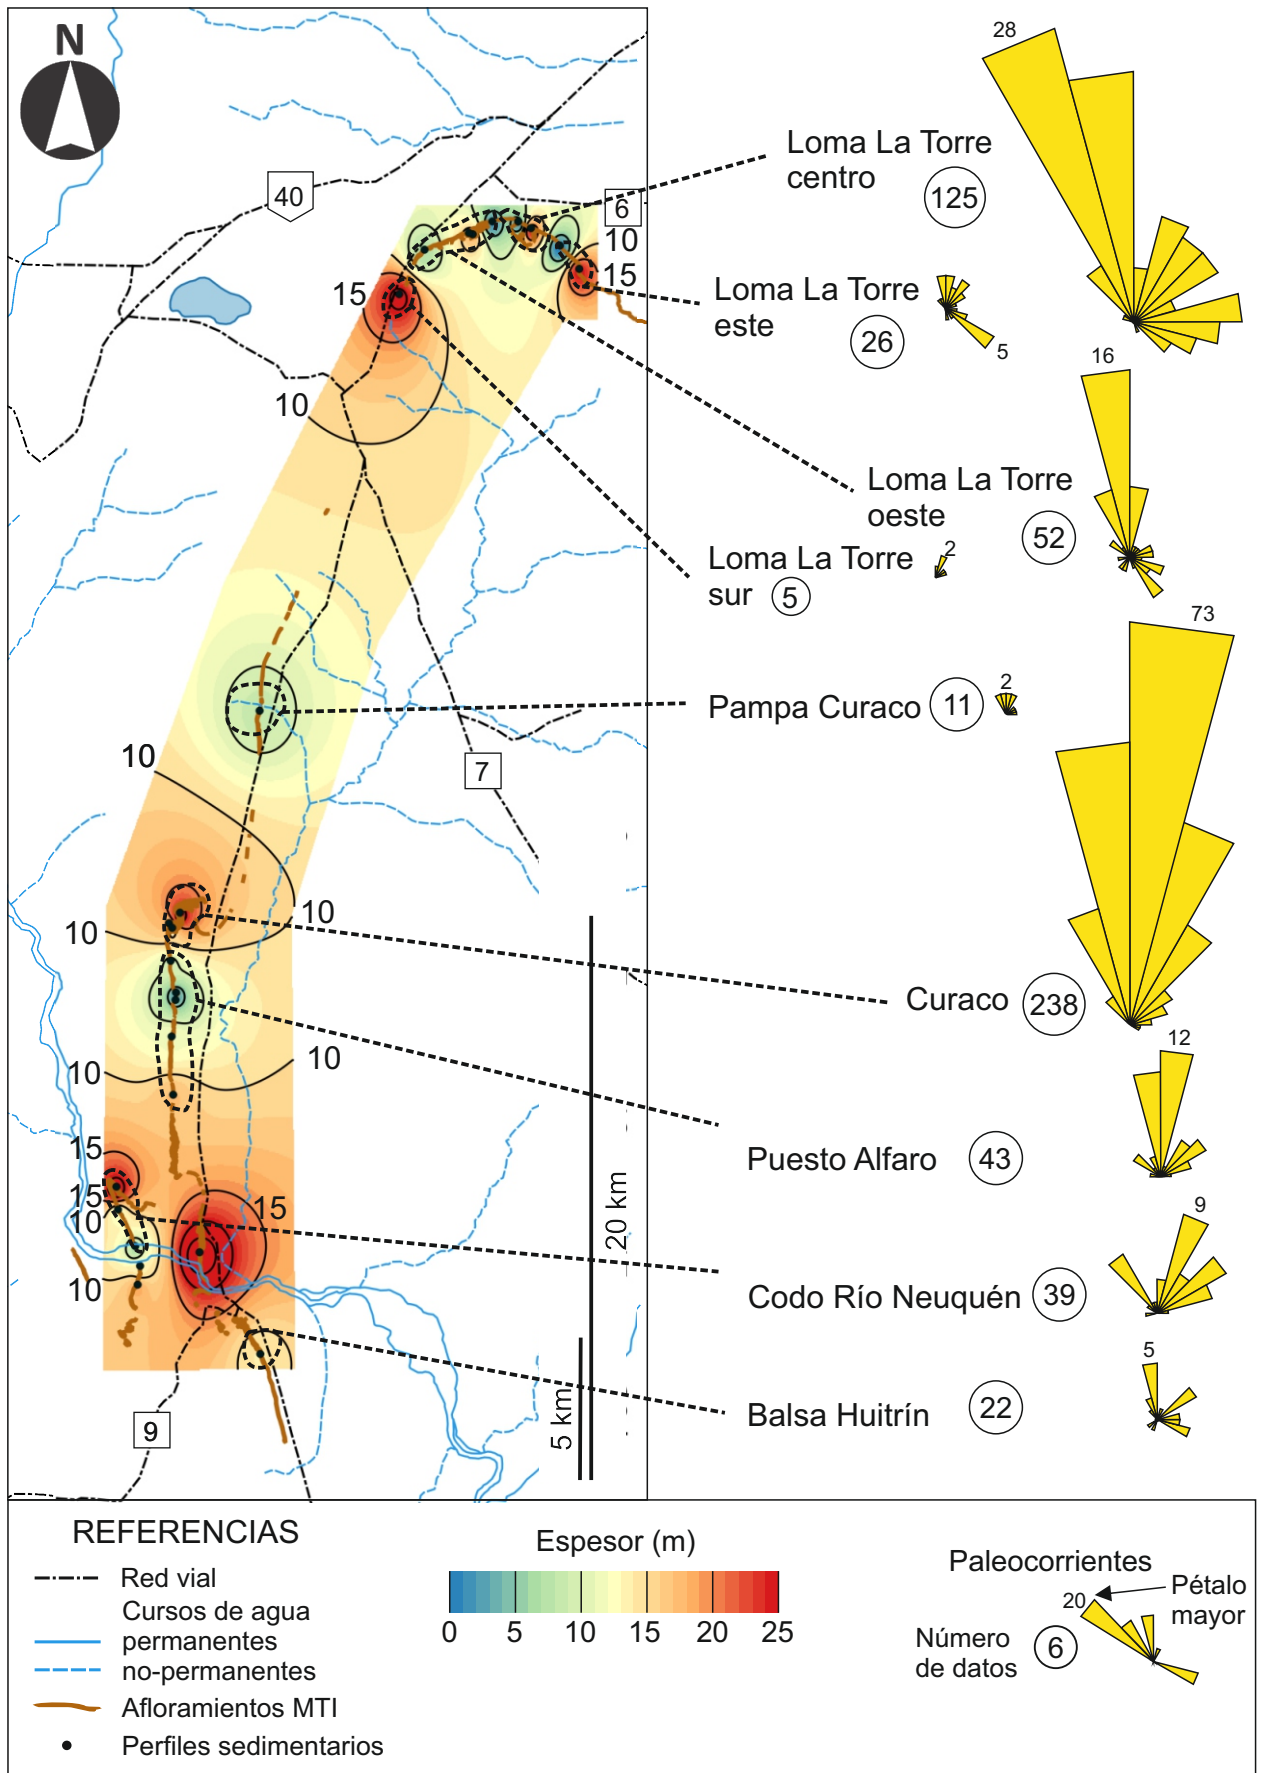 N
40
6
10
15
15
10
7
10
10
10
10
10
15
15
10
15
10
9
20 km
5 km
28
Loma La Torre
centro
125
Loma La Torre
este
26
5
16
Loma La Torre
oeste
52
Loma La Torre
sur
5
2
73
Pampa Curaco
11
2
Curaco
238
12
Puesto Alfaro
43
9
Codo Río Neuquén
39
5
Balsa Huitrín
22
REFERENCIAS
Red vial
Cursos de agua
permanentes
no-permanentes
Afloramientos MTI
Perfiles sedimentarios
Espesor (m)
0 5 10 15 20 25
Paleocorrientes
20
Pétalo
mayor
Número
de datos
6